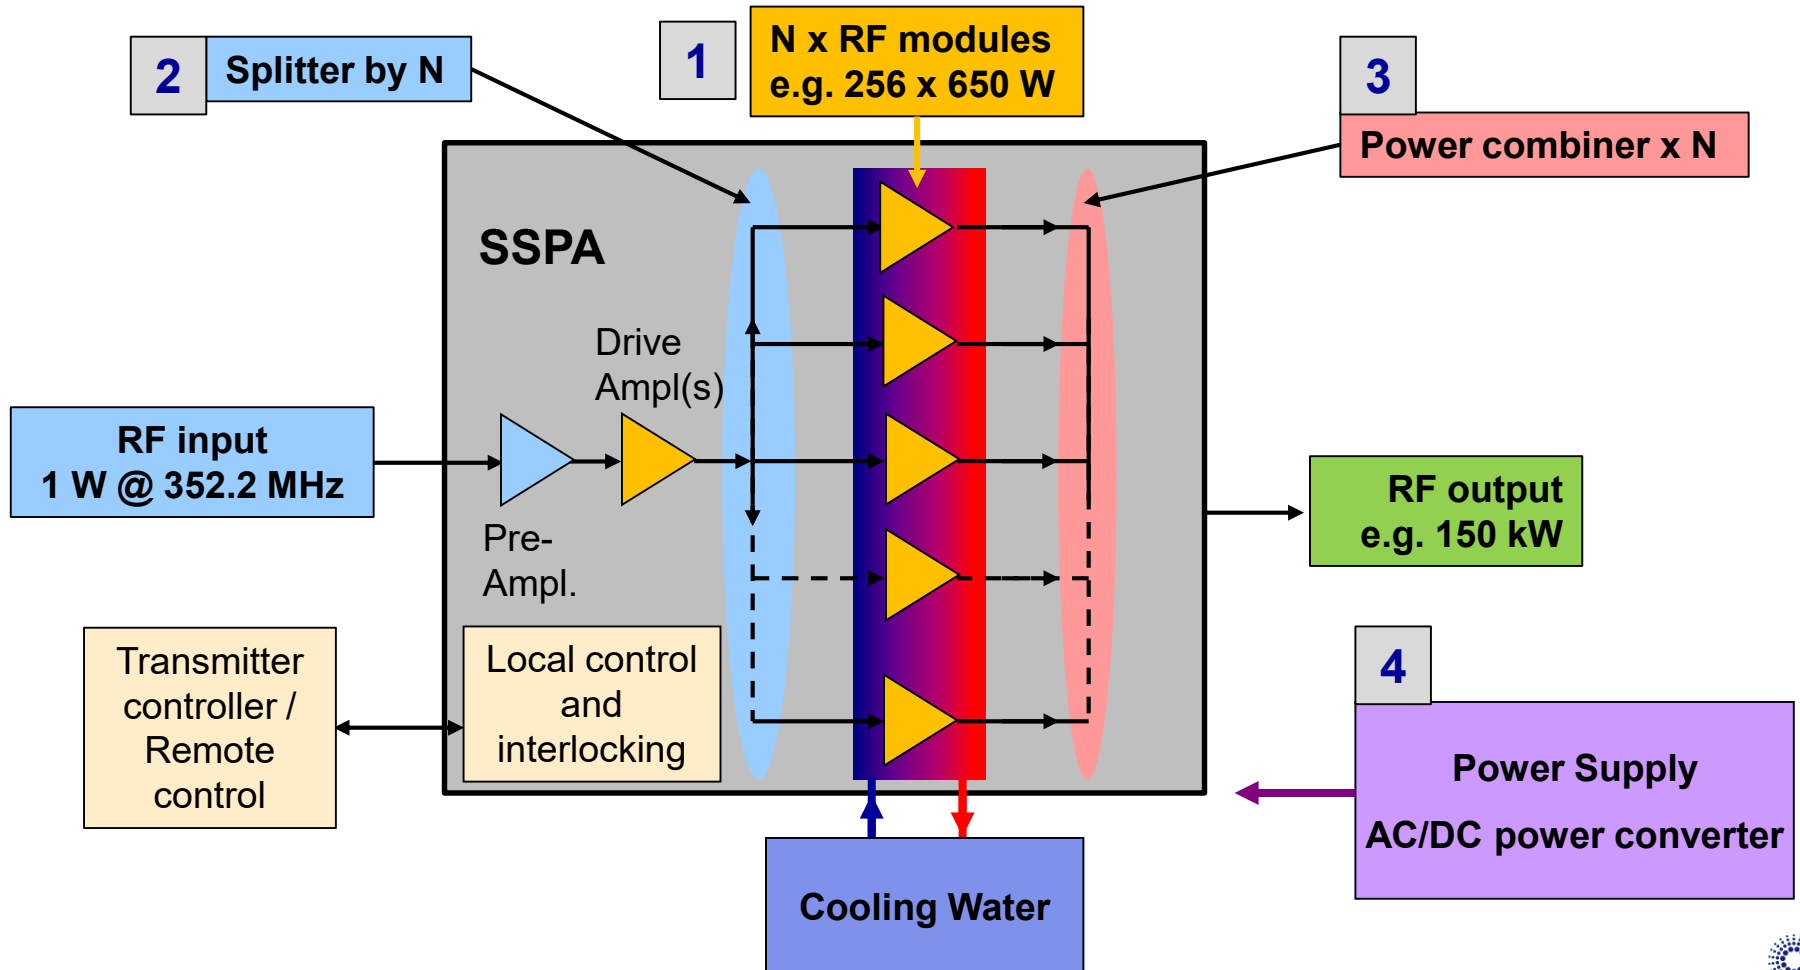 2
Splitter by N
1
N x RF modules
e.g. 256 x 650 W
3
Power combiner x N
SSPA
Drive
Ampl(s)
RF input
1 W @ 352.2 MHz
Pre-
Ampl.
RF output
e.g. 150 kW
Transmitter
controller /
Remote
control
Local control
and
interlocking
4
Power Supply
AC/DC power converter
Cooling Water